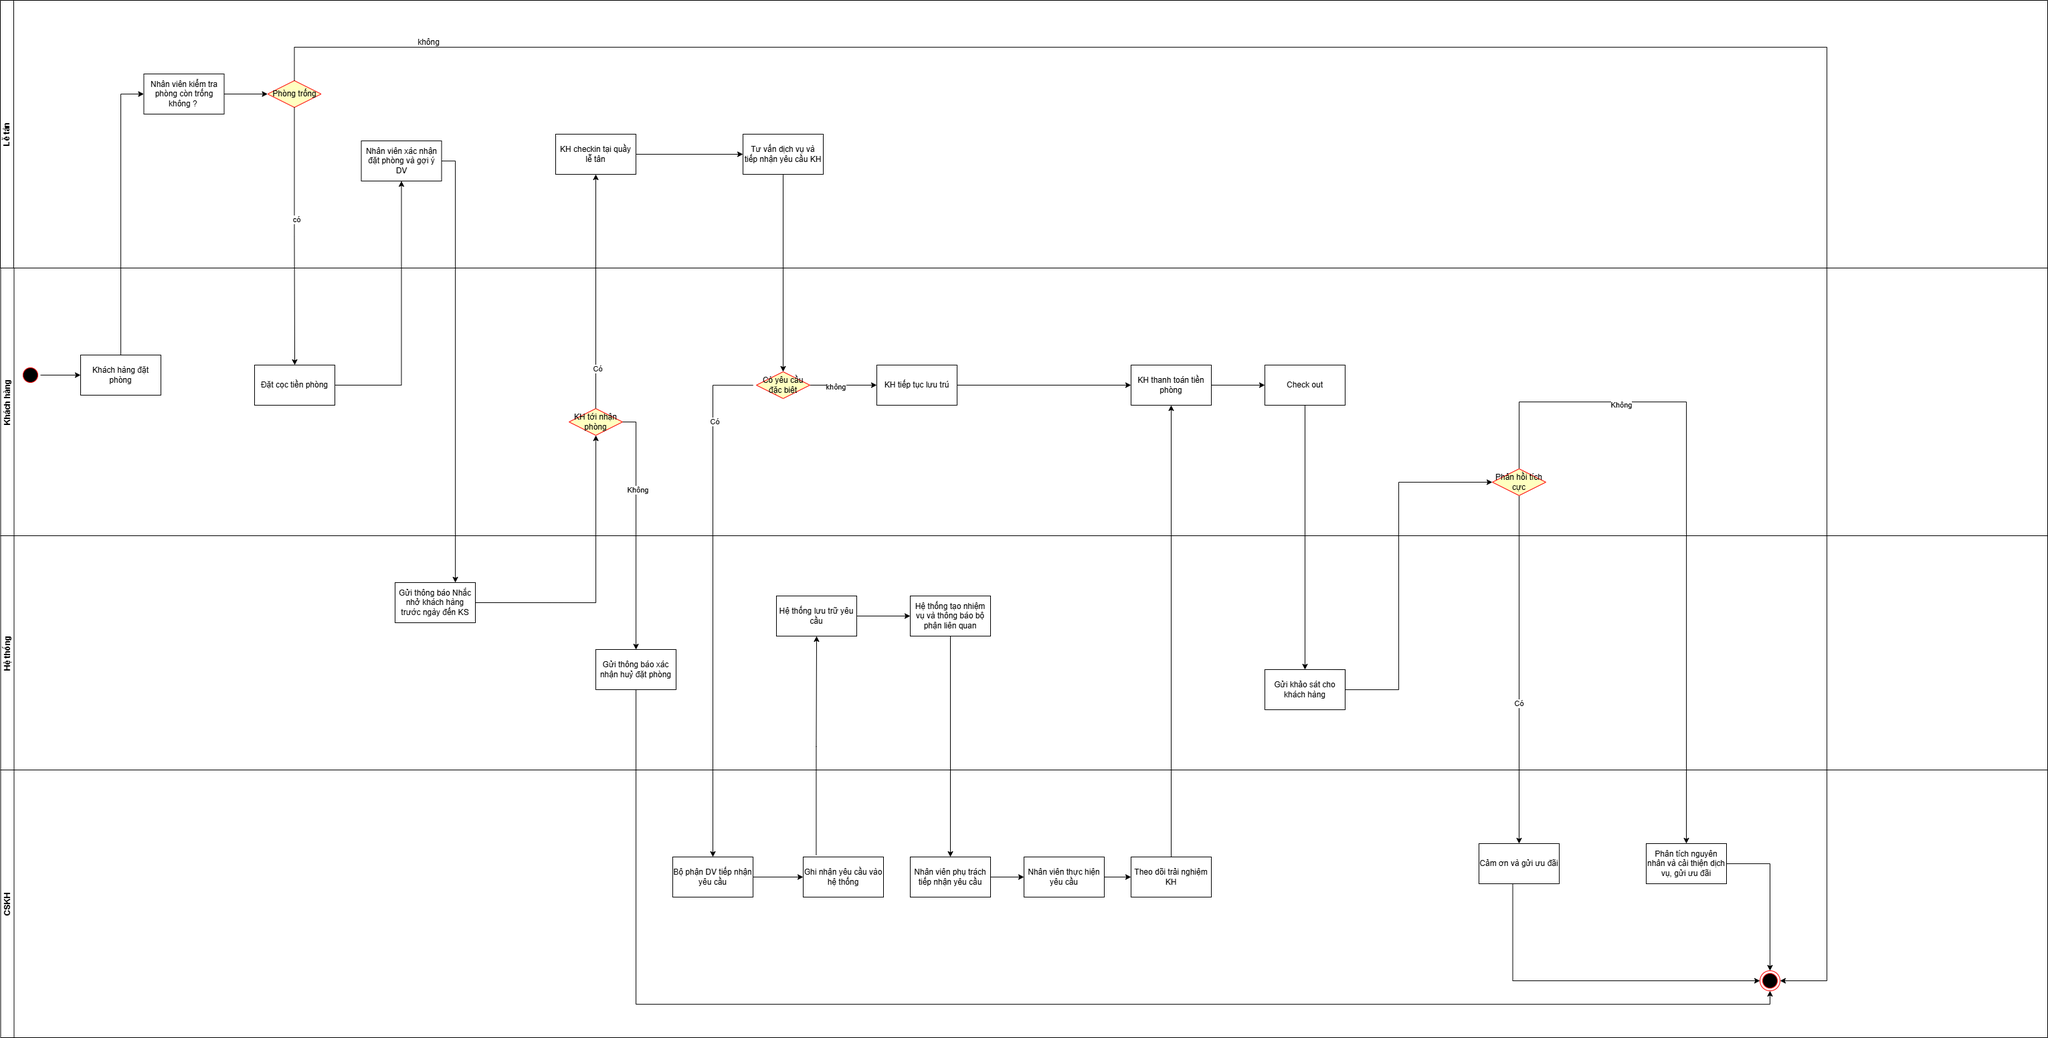 không
Nhân viên kiểm tra
phòng còn trống
không ?
Phòng trống
Lễ tân
Nhân viên xác nhận
đặt phòng và gợi ý
DV
KH checkin tại quầy
lễ tân
Tư vấn dịch vụ và
tiếp nhận yêu cầu KH
có
Khách hàng
Khách hàng đặt
phòng
Đặt cọc tiền phòng
Có
KH tới nhận
phòng
Không
Có yêu cầu
đặc biệt
không
Có
KH tiếp tục lưu trú
KH thanh toán tiền
phòng
Check out
Không
Phản hồi tích
cực
Hệ thống
Gửi thông báo Nhắc
nhở khách hàng
trước ngày đến KS
Gửi thông báo xác
nhận huỷ đặt phòng
Hệ thống lưu trữ yêu
cầu
Hệ thống tạo nhiệm
vụ và thông báo bộ
phận liên quan
Gửi khảo sát cho
khách hàng
Có
CSKH
Bộ phận DV tiếp nhận
yêu cầu
Ghi nhận yêu cầu vào
hệ thống
Nhân viên phụ trách
tiếp nhận yêu cầu
Nhân viên thực hiện
yêu cầu
Theo dõi trải nghiệm
KH
Cảm ơn và gửi ưu đãi
Phân tích nguyên
nhân và cải thiện dịch
vụ, gửi ưu đãi